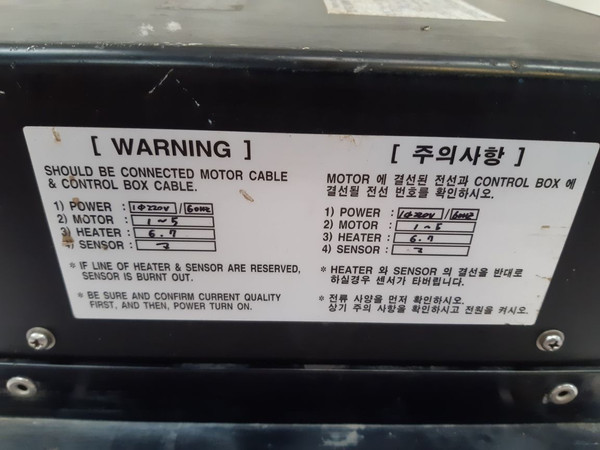 [ WARNING ]
SHOULD BE CONNECTED MOTOR CABLE
& CONTROL BOX CABLE.
1) POWER : 1Φ220V / 60HZ
2) MOTOR : 1~5
3) HEATER : 6.7
4) SENSOR :
* IF LINE OF HEATER & SENSOR ARE RESERVED,
SENSOR IS BURNT OUT.
* BE SURE AND CONFIRM CURRENT QUALITY
FIRST, AND THEN, POWER TURN ON.
[ 주의사항 ]
MOTOR 에 결선된 전선과 CONTROL BOX 에
결선될 전선 번호를 확인하시오.
1) POWER : 1Φ220V / 60HZ
2) MOTOR : 1~5
3) HEATER : 6.7
4) SENSOR :
* HEATER 와 SENSOR 의 결선을 반대로
하실경우 센서가 타버립니다.
* 전류 사양을 먼저 확인하시오.
상기 주의 사항을 확인하시고 전원을 켜시오.